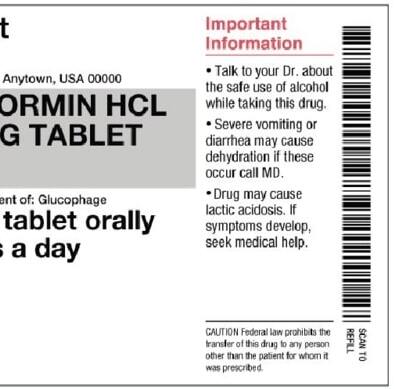 t
Anytown, USA 00000
ORMIN HCL
G TABLET
ent of: Glucophage
tablet orally
s a day
Important
Information
• Talk to your Dr. about
the safe use of alcohol
while taking this drug.
• Severe vomiting or
diarrhea may cause
dehydration if these
occur call MD.
• Drug may cause
lactic acidosis. If
symptoms develop,
seek medical help.
CAUTION Federal law prohibits the
transfer of this drug to any person
other than the patient for whom it
was prescribed.
SCAN TO
REFILL